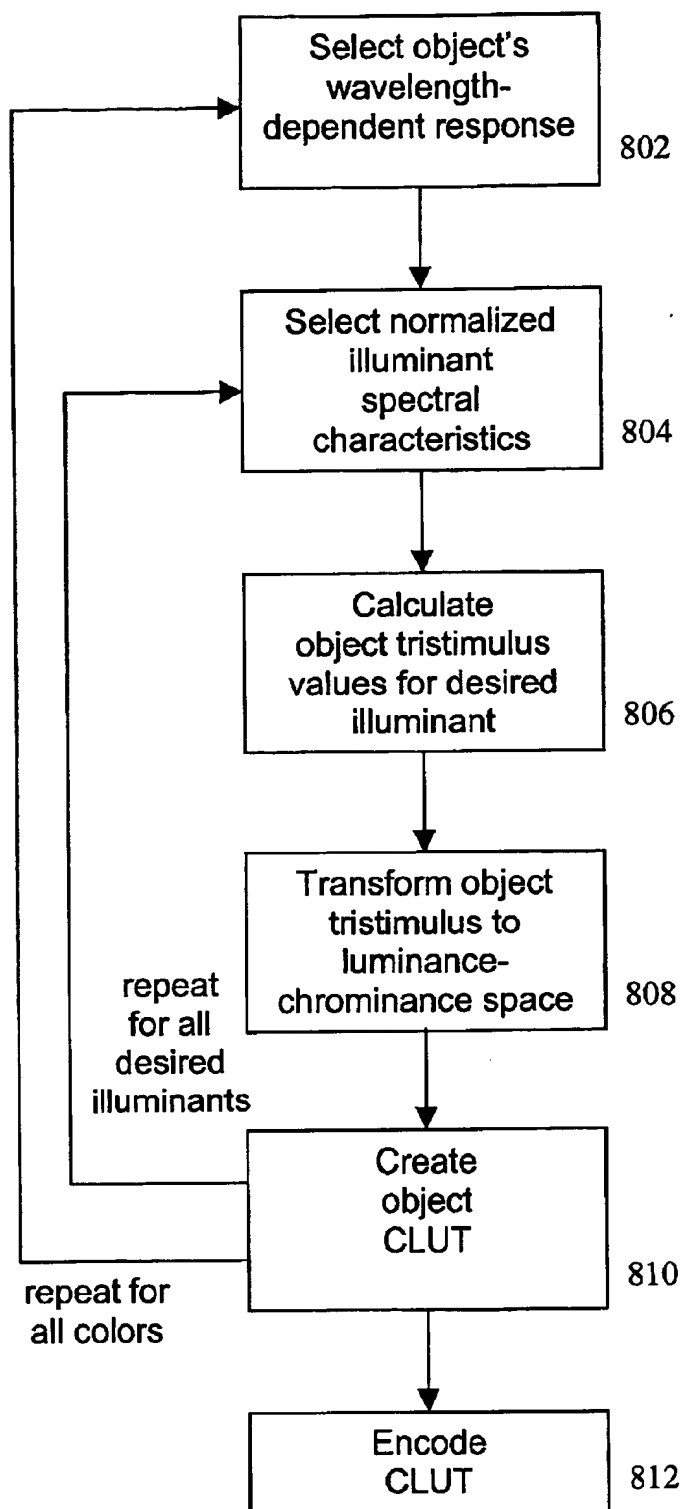 Select object's
wavelength-
dependent response
802
Select normalized
illuminant
spectral
characteristics
804
Calculate
object tristimulus
values for desired
illuminant
806
Transform object
tristimulus to
luminance-
chrominance space
808
repeat
for all
desired
illuminants
Create
object
CLUT
810
repeat for
all colors
Encode
CLUT
812